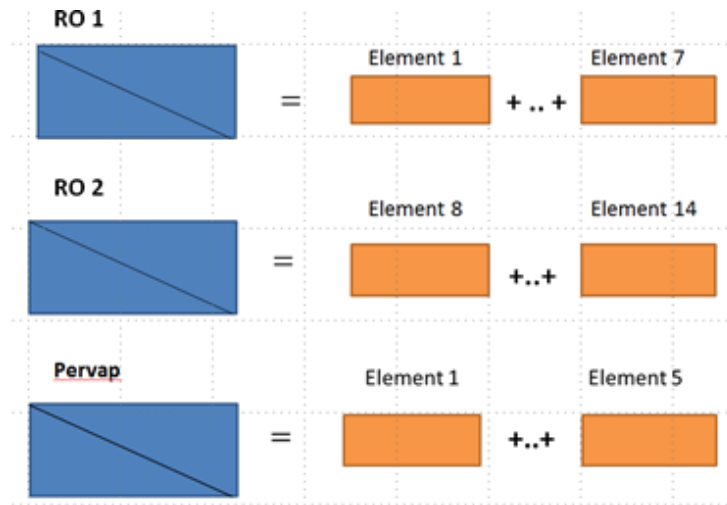 RO 1
Element 1 Element 7
= + .. +
RO 2
Element 8 Element 14
= +..+
Pervap
Element 1 Element 5
= +..+